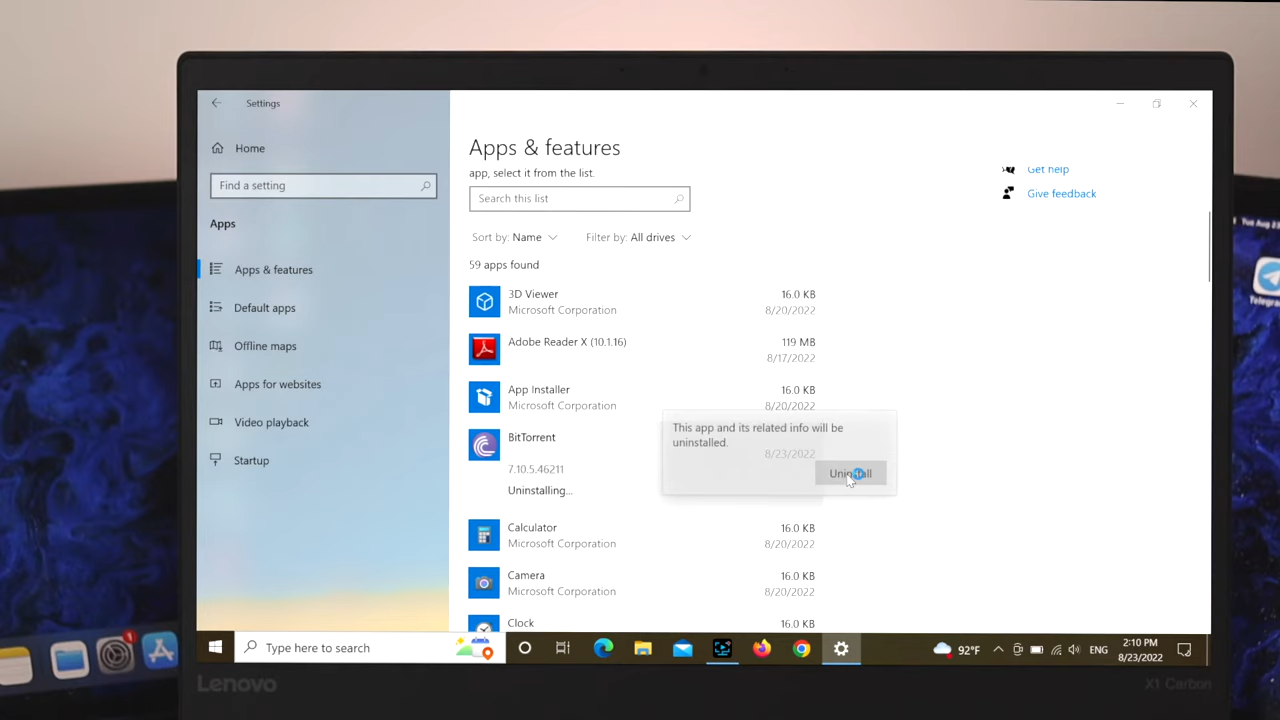 Settings
Home
Find a setting
Apps
Apps & features
Default apps
Offline maps
Apps for websites
Video playback
Startup
Apps & features
app, select it from the list.
Search this list
Sort by: Name
Filter by: All drives
59 apps found
3D Viewer
Microsoft Corporation
16.0 KB
8/20/2022
Adobe Reader X (10.1.16)
119 MB
8/17/2022
App Installer
Microsoft Corporation
16.0 KB
8/20/2022
BitTorrent
7.10.5.46211
Uninstalling...
8/23/2022
This app and its related info will be
uninstalled.
Uninstall
Calculator
Microsoft Corporation
16.0 KB
8/20/2022
Camera
Microsoft Corporation
16.0 KB
8/20/2022
Clock
16.0 KB
Get help
Give feedback
Type here to search
92°F
ENG
2:10 PM
8/23/2022
Lenovo
X1 Carbon
1